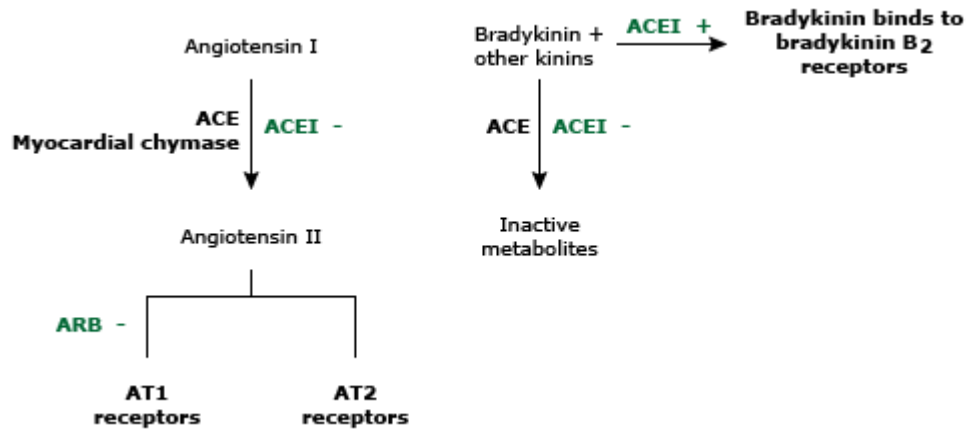 Angiotensin I
ACE
Myocardial chymase
ACEI -
Angiotensin II
ARB -
AT1
receptors
AT2
receptors
Bradykinin +
other kinins
ACEI +
Bradykinin binds to
bradykinin B2
receptors
ACE
ACEI -
Inactive
metabolites